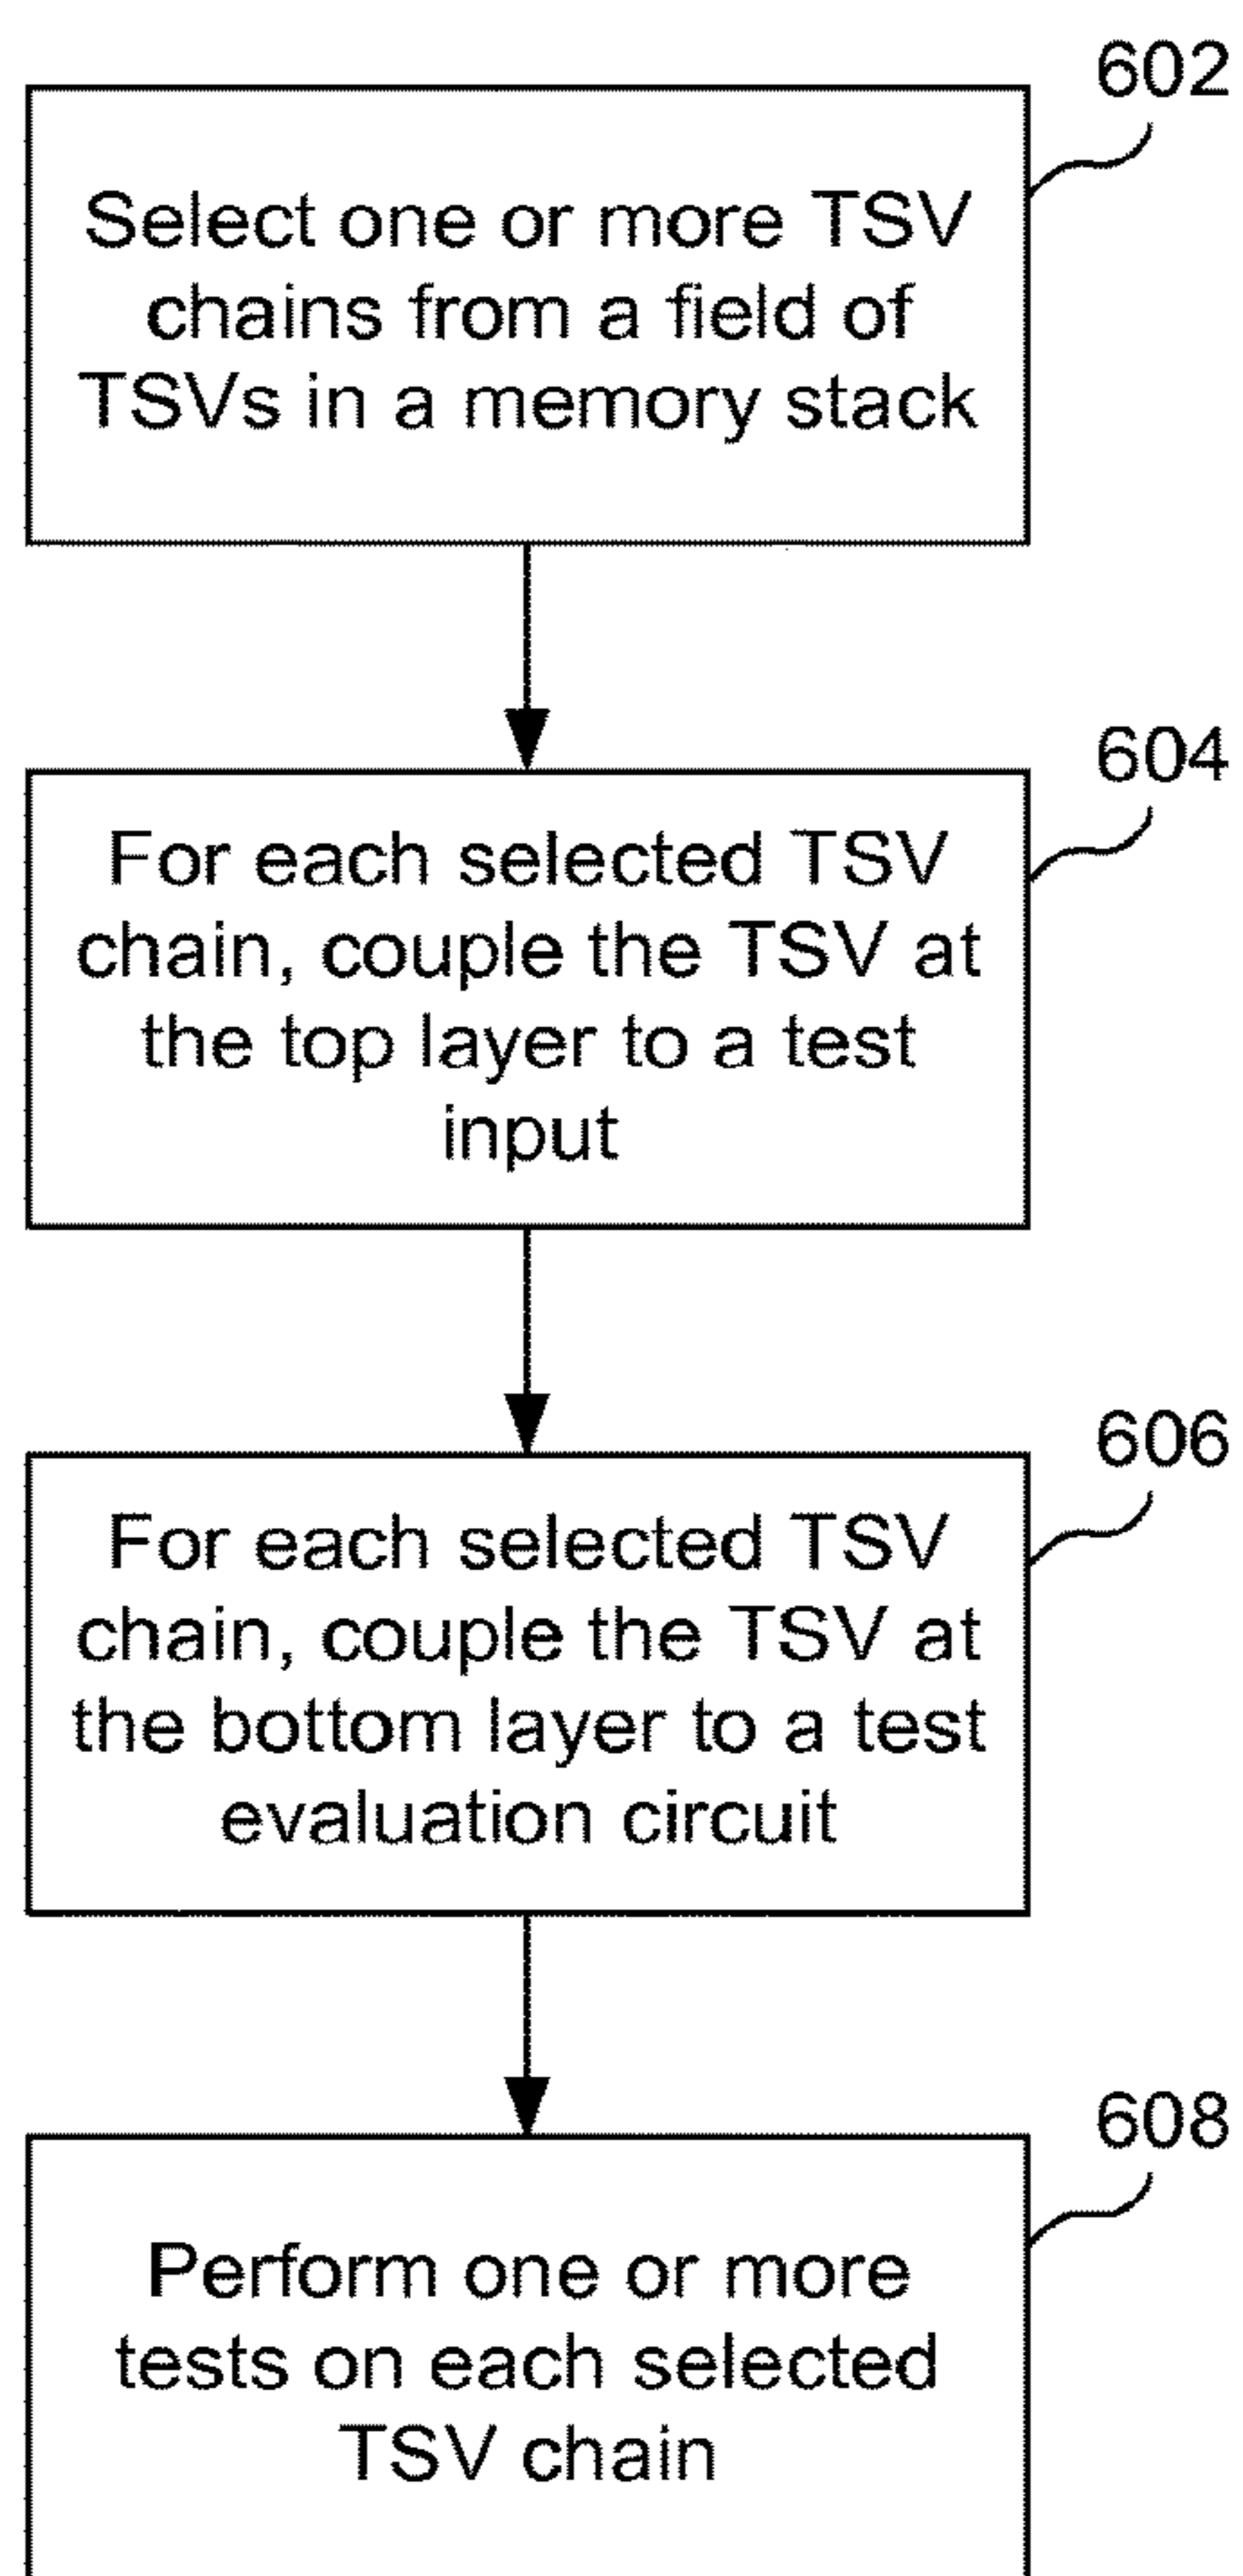 602
Select one or more TSV
chains from a field of
TSVs in a memory stack
604
For each selected TSV
chain, couple the TSV at
the top layer to a test
input
606
For each selected TSV
chain, couple the TSV at
the bottom layer to a test
evaluation circuit
608
Perform one or more
tests on each selected
TSV chain